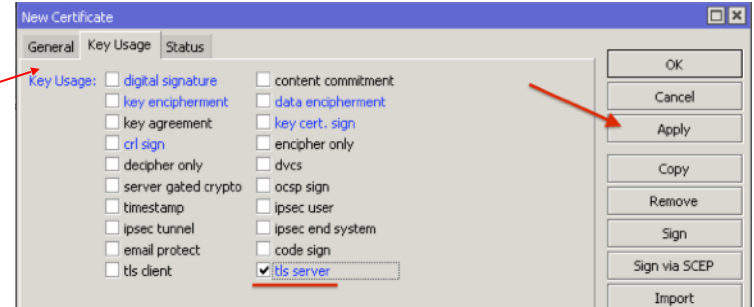 New Certificate
General Key Usage Status
Key Usage: digital signature content commitment
key encipherment data encipherment
key agreement key cert. sign
crl sign encipher only
decipher only dvcs
server gated crypto ocsp sign
timestamp ipsec user
ipsec tunnel ipsec end system
email protect code sign
tls client tls server
OK
Cancel
Apply
Copy
Remove
Sign
Sign via SCEP
Import